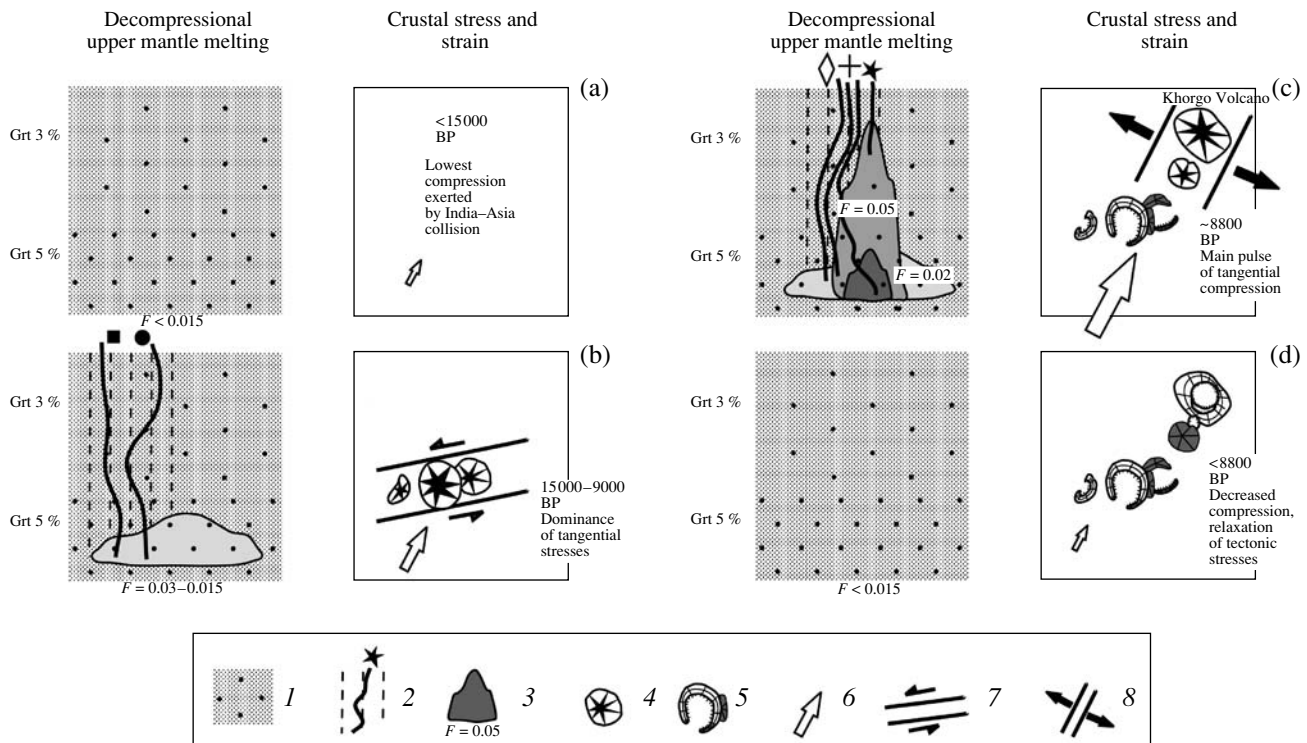 Decompressional
upper mantle melting
Crustal stress and
strain
Decompressional
upper mantle melting
Crustal stress and
strain
(a)
Grt 3 %
Grt 5 %
F < 0.015
<15000
BP
Lowest
compression
exerted
by India–Asia
collision
(c)
Grt 3 %
Grt 5 %
F = 0.05
F = 0.02
Khorgo Volcano
~8800
BP
Main pulse
of tangential
compression
(b)
Grt 3 %
Grt 5 %
F = 0.03–0.015
15000–9000
BP
Dominance
of tangential
stresses
(d)
Grt 3 %
Grt 5 %
F < 0.015
<8800
BP
Decreased
compression,
relaxation
of tectonic
stresses
1 2 3 4 5 6 7 8
F = 0.05